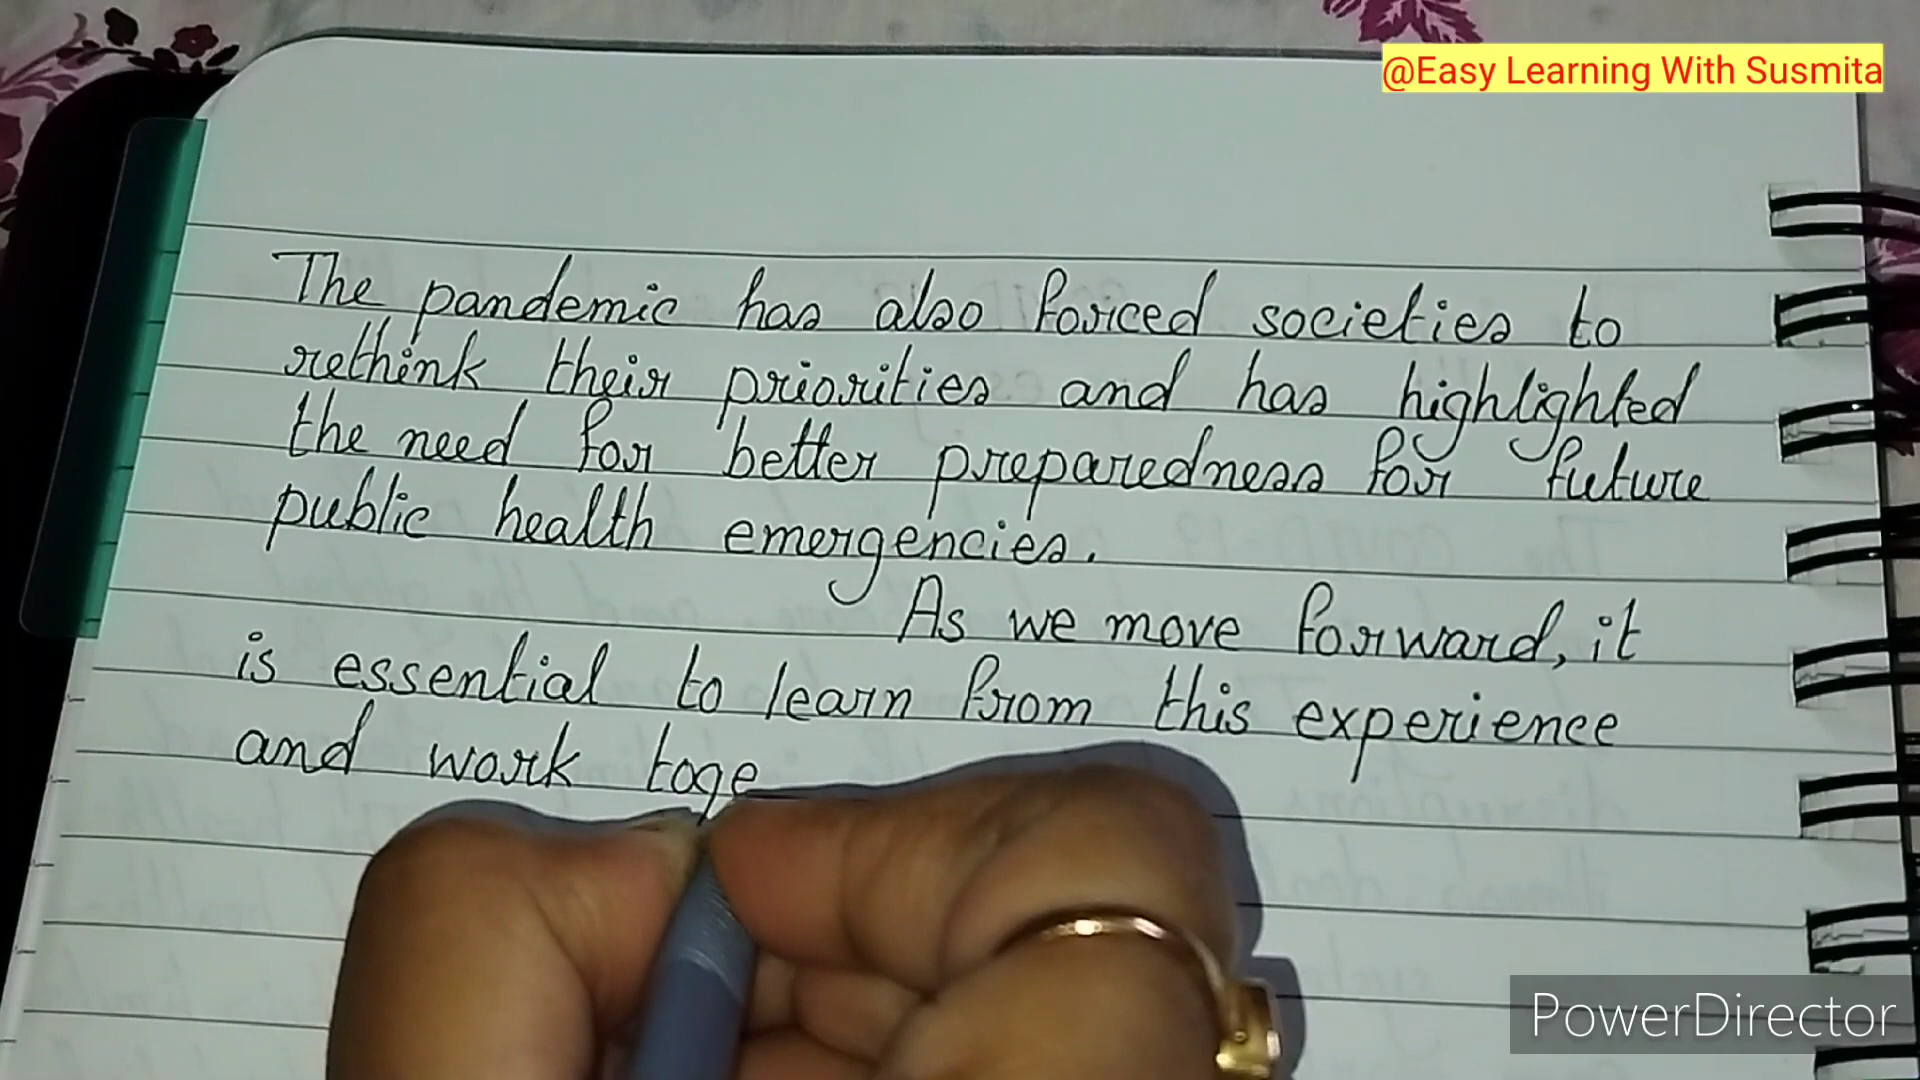 @Easy Learning With Susmita
The pandemic has also forced societies to
rethink their priorities and has highlighted
the need for better preparedness for future
public health emergencies.
As we move forward, it
is essential to learn from this experience
and work toge
PowerDirector